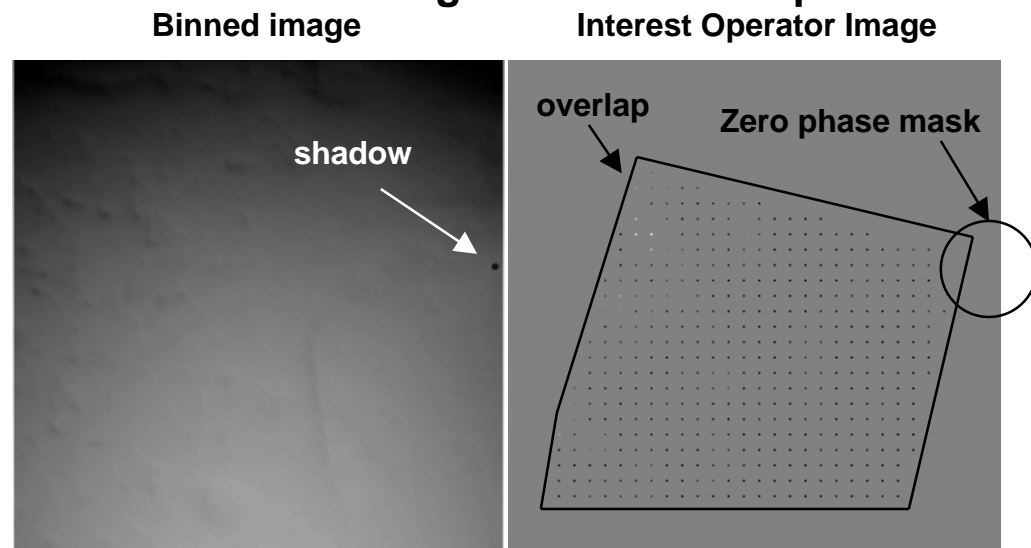 Binned image
Interest Operator Image
overlap
Zero phase mask
shadow